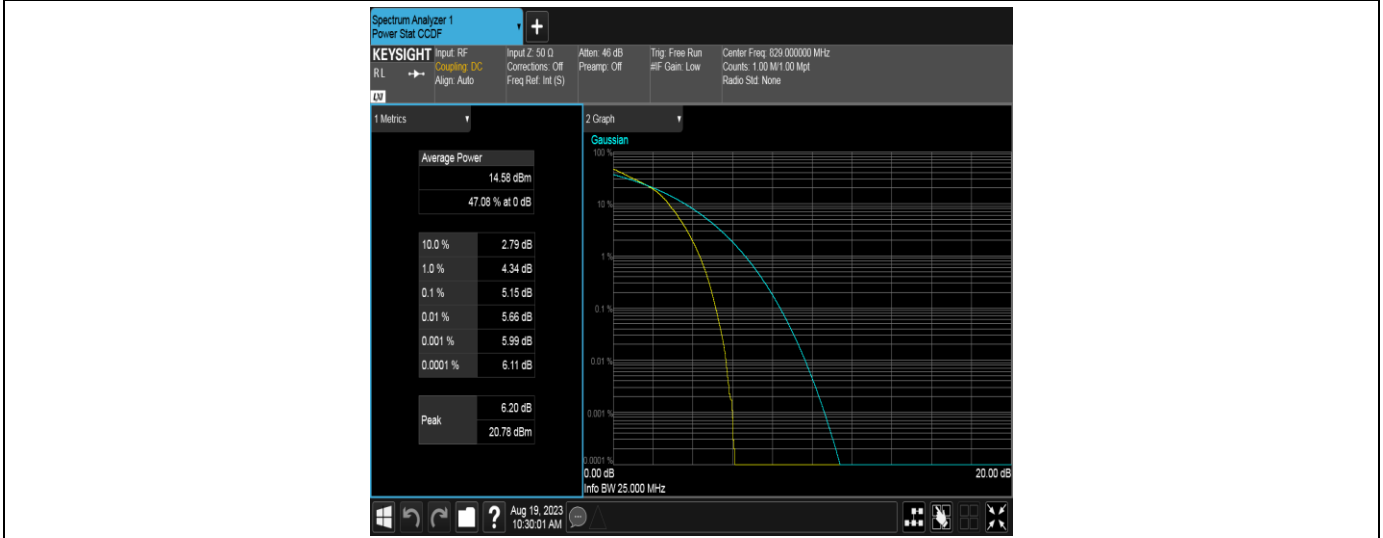 Spectrum Analyzer 1
Power Stat CCDF
+
KEYSIGHT
RL
LXI
Input: RF
Coupling: DC
Align: Auto
Input Z: 50 Ω
Corrections: Off
Freq Ref: Int (S)
Atten: 46 dB
Preamp: Off
Trig: Free Run
#IF Gain: Low
Center Freq: 829.000000 MHz
Counts: 1.00 M/1.00 Mpt
Radio Std: None
1 Metrics
Average Power
14.58 dBm
47.08 % at 0 dB
10.0 % 2.79 dB
1.0 % 4.34 dB
0.1 % 5.15 dB
0.01 % 5.66 dB
0.001 % 5.99 dB
0.0001 % 6.11 dB
Peak
6.20 dB
20.78 dBm
2 Graph
Gaussian
100 %
10 %
1 %
0.1 %
0.01 %
0.001 %
0.0001 %
0.00 dB 20.00 dB
Info BW 25.000 MHz
?
Aug 19, 2023
10:30:01 AM